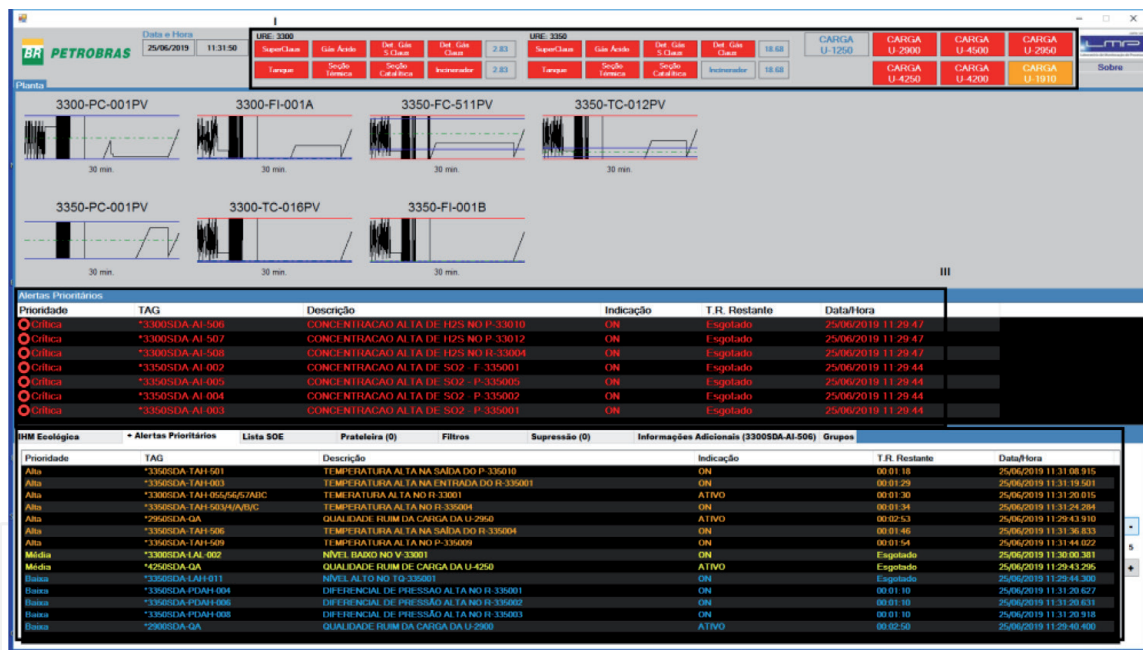 I
Data e Hora
25/06/2019 11:31:50
BR PETROBRAS
URE: 3300
SuperClaus Gás Ácido Det. Gás S.Claus Det. Gás Claus 2.83
Tanque Seção Térmica Seção Catalítica Incinerador 2.83
URE: 3350
SuperClaus Gás Ácido Det. Gás S.Claus Det. Gás Claus 18.68
Tanque Seção Térmica Seção Catalítica Incinerador 18.68
CARGA U-1250 CARGA U-2900 CARGA U-4500 CARGA U-2950
CARGA U-4250 CARGA U-4200 CARGA U-1910
LMP
Sobre
Planta
3300-PC-001PV 3300-FI-001A 3350-FC-511PV 3350-TC-012PV
30 min. 30 min. 30 min. 30 min.
3350-PC-001PV 3300-TC-016PV 3350-FI-001B
30 min. 30 min. 30 min.
III
Alertas Prioritários
Prioridade TAG Descrição Indicação T.R. Restante Data/Hora
Crítica *3300SDA-AI-506 CONCENTRACAO ALTA DE H2S NO P-33010 ON Esgotado 25/06/2019 11 29 47
Crítica *3300SDA-AI-507 CONCENTRACAO ALTA DE H2S NO P-33012 ON Esgotado 25/06/2019 11 29 47
Crítica *3300SDA-AI-508 CONCENTRACAO ALTA DE H2S NO R-33004 ON Esgotado 25/06/2019 11 29 47
Crítica *3350SDA-AI-002 CONCENTRACAO ALTA DE SO2 - F-335001 ON Esgotado 25/06/2019 11 29 44
Crítica *3350SDA-AI-005 CONCENTRACAO ALTA DE SO2 - P-335005 ON Esgotado 25/06/2019 11 29 44
Crítica *3350SDA-AI-004 CONCENTRACAO ALTA DE SO2 - P-335002 ON Esgotado 25/06/2019 11 29 44
Crítica *3350SDA-AI-003 CONCENTRACAO ALTA DE SO2 - P-335001 ON Esgotado 25/06/2019 11 29 44
IHM Ecológica + Alertas Prioritários Lista SOE Prateleira (0) Filtros Supressão (0) Informações Adicionais (3300SDA-AI-506) Grupos
Prioridade TAG Descrição Indicação T.R. Restante Data/Hora
Alta *3350SDA-TAH-501 TEMPERATURA ALTA NA SAÍDA DO P-335010 ON 00:01:18 25/06/2019 11:31:08.915
Alta *3350SDA-TAH-003 TEMPERATURA ALTA NA ENTRADA DO R-335001 ON 00:01:29 25/06/2019 11:31:19.501
Alta *3300SDA-TAH-055/56/57ABC TEMERATURA ALTA NO R-33001 ATIVO 00:01:30 25/06/2019 11:31:20.015
Alta *3350SDA-TAH-503/4/A/B/C TEMPERATURA ALTA NO R-335004 ON 00:01:34 25/06/2019 11:31:24.284
Alta *2950SDA-QA QUALIDADE RUIM DA CARGA DA U-2950 ATIVO 00:02:53 25/06/2019 11:29:43.910
Alta *3350SDA-TAH-506 TEMPERATURA ALTA NA SAÍDA DO R-335004 ON 00:01:46 25/06/2019 11:31:36.833
Alta *3350SDA-TAH-509 TEMPERATURA ALTA NO P-335009 ON 00:01:54 25/06/2019 11:31:44.022
Média *3300SDA-LAL-002 NÍVEL BAIXO NO V-33001 ON Esgotado 25/06/2019 11:30:00.381
Média *4250SDA-QA QUALIDADE RUIM DE CARGA DA U-4250 ATIVO Esgotado 25/06/2019 11:29:43.295
Baixa *3350SDA-LAH-011 NÍVEL ALTO NO TQ-335001 ON Esgotado 25/06/2019 11:29:44.300
Baixa *3350SDA-PDAH-004 DIFERENCIAL DE PRESSAO ALTA NO R-335001 ON 00:01:10 25/06/2019 11:31:20.627
Baixa *3350SDA-PDAH-006 DIFERENCIAL DE PRESSÃO ALTA NO R-335002 ON 00:01:10 25/06/2019 11:31:20.631
Baixa *3350SDA-PDAH-008 DIFERENCIAL DE PRESSÃO ALTA NO R-335003 ON 00 01 10 25/06/2019 11 31 20 918
Baixa *2900SDA-QA QUALIDADE RUIM DA CARGA DA U-2900 ATIVO 00:02:50 25/06/2019 11:29:40.400
-
5
+